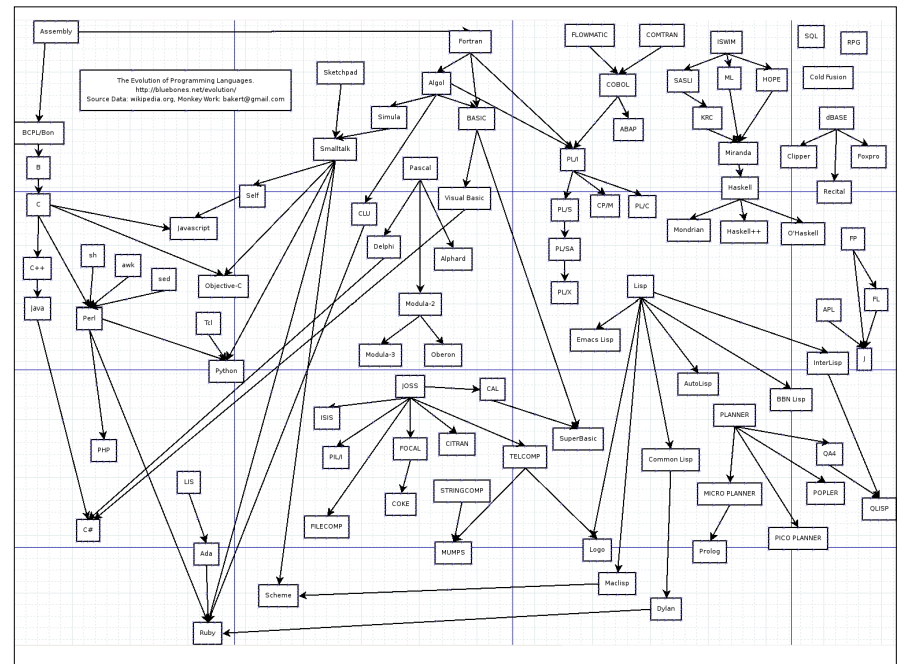 Assembly
Fortran
FLOWMATIC
COMTRAN
ISWIM
SQL
RPG
The Evolution of Programming Languages.
http://bluebones.net/evolution/
Source Data: wikipedia.org, Monkey Work: bakert@gmail.com
Sketchpad
Algol
COBOL
SASLI
ML
HOPE
Cold Fusion
Simula
BASIC
ABAP
KRC
dBASE
BCPL/Bon
Smalltalk
PL/I
Miranda
Clipper
Foxpro
B
Pascal
Self
Visual Basic
Haskell
Recital
C
CLU
PL/S
CP/M
PL/C
Javascript
Mondrian
Haskell++
O'Haskell
FP
Delphi
Alphard
PL/SA
sh
awk
sed
C++
Objective-C
PL/X
Lisp
FL
Java
Perl
Tcl
Modula-2
APL
Emacs Lisp
Modula-3
Oberon
InterLisp
J
Python
JOSS
CAL
AutoLisp
BBN Lisp
ISIS
PLANNER
PIL/I
FOCAL
CITRAN
SuperBasic
PHP
TELCOMP
Common Lisp
QA4
LIS
COKE
STRINGCOMP
MICRO PLANNER
POPLER
QLISP
C#
FILECOMP
PICO PLANNER
Ada
MUMPS
Logo
Prolog
Scheme
Maclisp
Dylan
Ruby